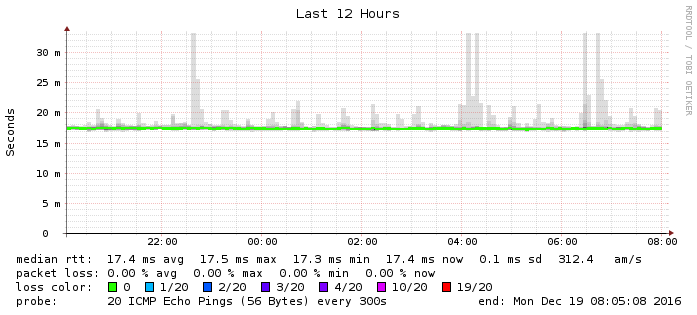 Last 12 Hours
RRDTOOL / TOBI OETIKER
Seconds
30 m
25 m
20 m
15 m
10 m
5 m
0
22:00 00:00 02:00 04:00 06:00 08:00
median rtt: 17.4 ms avg 17.5 ms max 17.3 ms min 17.4 ms now 0.1 ms sd 312.4 am/s
packet loss: 0.00 % avg 0.00 % max 0.00 % min 0.00 % now
loss color: 0 1/20 2/20 3/20 4/20 10/20 19/20
probe: 20 ICMP Echo Pings (56 Bytes) every 300s end: Mon Dec 19 08:05:08 2016